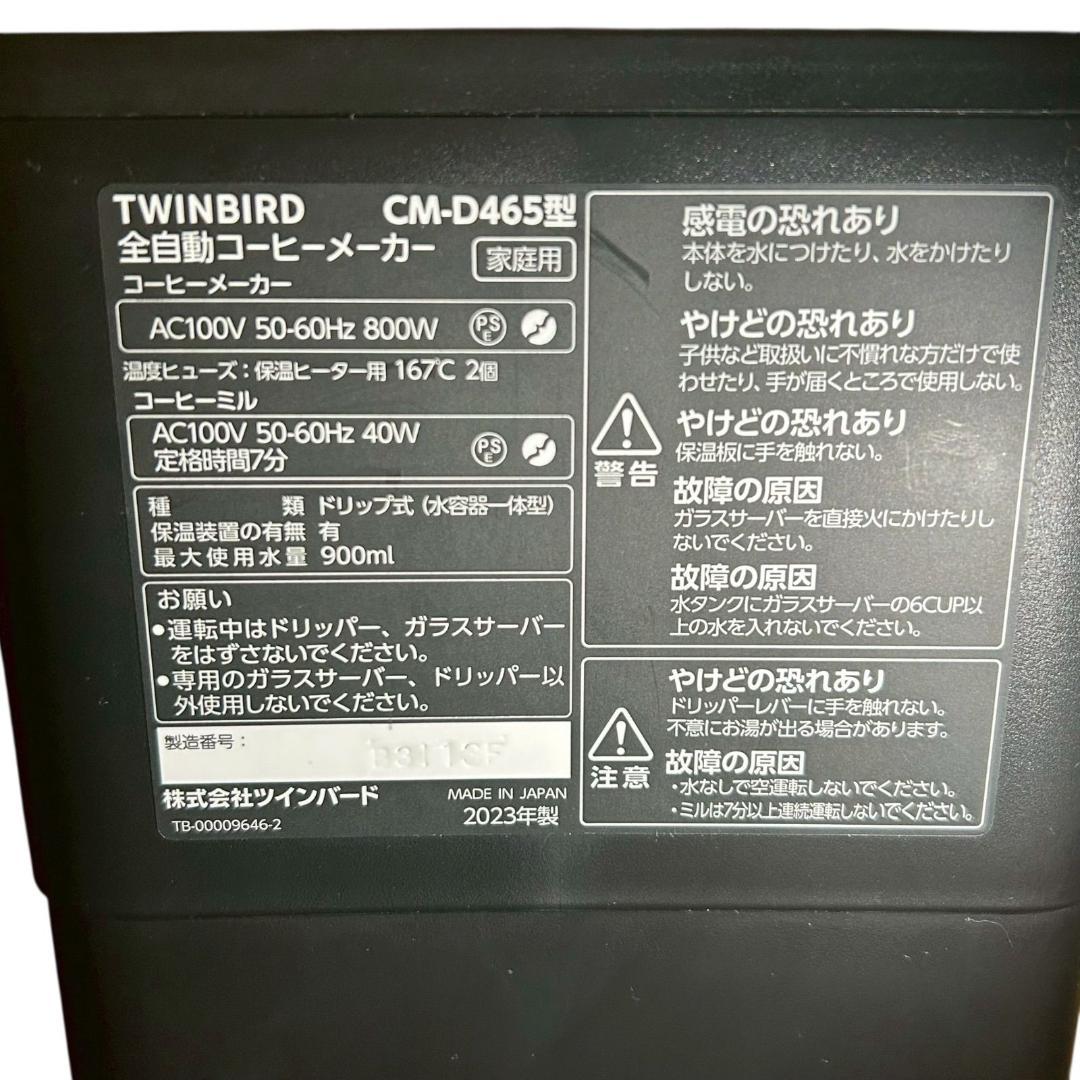 TWINBIRD CM-D465型
全自動コーヒーメーカー 家庭用
コーヒーメーカー
AC100V 50-60Hz 800W PSE
温度ヒューズ:保温ヒーター用 167℃ 2個
コーヒーミル
AC100V 50-60Hz 40W PSE
定格時間7分
種類 ドリップ式(水容器一体型)
保温装置の有無 有
最大使用水量 900ml
お願い
●運転中はドリッパー、ガラスサーバー
をはずさないでください。
●専用のガラスサーバー、ドリッパー以
外使用しないでください。
製造番号:
株式会社ツインバード MADE IN JAPAN
TB-00009646-2 2023年製
警告
感電の恐れあり
本体を水につけたり、水をかけたり
しない。
やけどの恐れあり
子供など取扱いに不慣れな方だけで使
わせたり、手が届くところで使用しない。
やけどの恐れあり
保温板に手を触れない。
故障の原因
ガラスサーバーを直接火にかけたりし
ないでください。
故障の原因
水タンクにガラスサーバーの6CUP以
上の水を入れないでください。
注意
やけどの恐れあり
ドリッパーレバーに手を触れない。
不意にお湯が出る場合があります。
故障の原因
・水なしで空運転しないでください。
・ミルは7分以上連続運転しないでください。